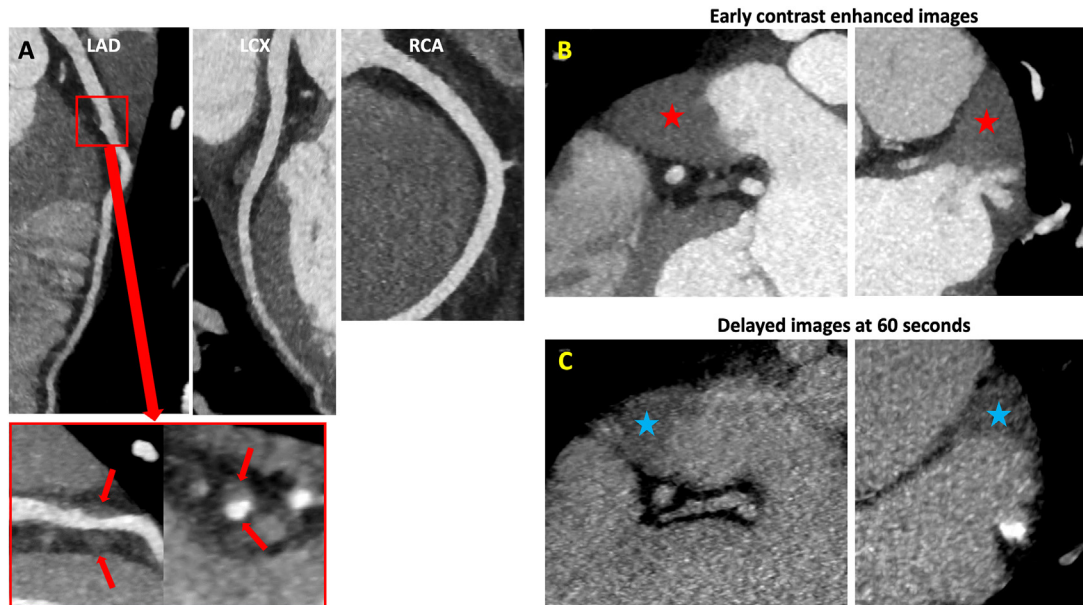 A
LAD
LCX
RCA
Early contrast enhanced images
B
Delayed images at 60 seconds
C